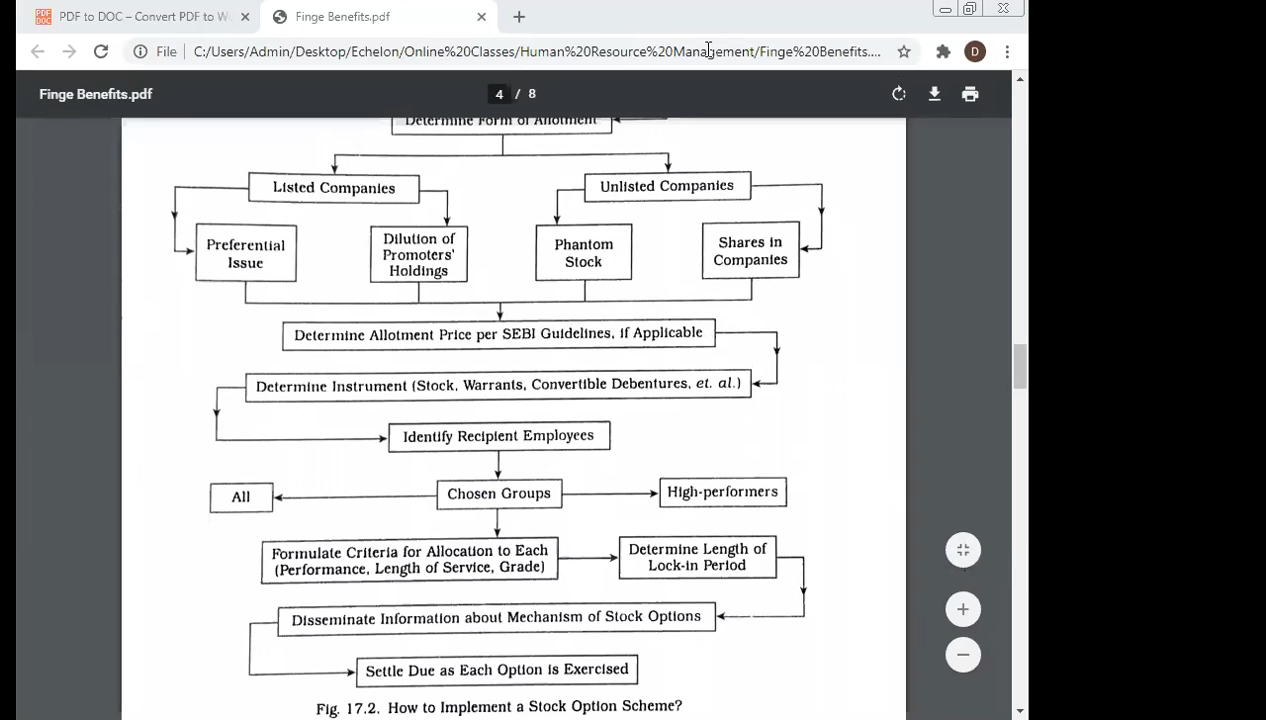 PDF to DOC – Convert PDF to W
Finge Benefits.pdf
File
C:/Users/Admin/Desktop/Echelon/Online%20Classes/Human%20Resource%20Management/Finge%20Benefits....
D
Finge Benefits.pdf
4 / 8
Determine Form of Allotment
Listed Companies
Unlisted Companies
Preferential
Issue
Dilution of
Promoters'
Holdings
Phantom
Stock
Shares in
Companies
Determine Allotment Price per SEBI Guidelines, if Applicable
Determine Instrument (Stock, Warrants, Convertible Debentures, et. al.)
Identify Recipient Employees
All
Chosen Groups
High-performers
Formulate Criteria for Allocation to Each
(Performance, Length of Service, Grade)
Determine Length of
Lock-in Period
Disseminate Information about Mechanism of Stock Options
Settle Due as Each Option is Exercised
Fig. 17.2. How to Implement a Stock Option Scheme?